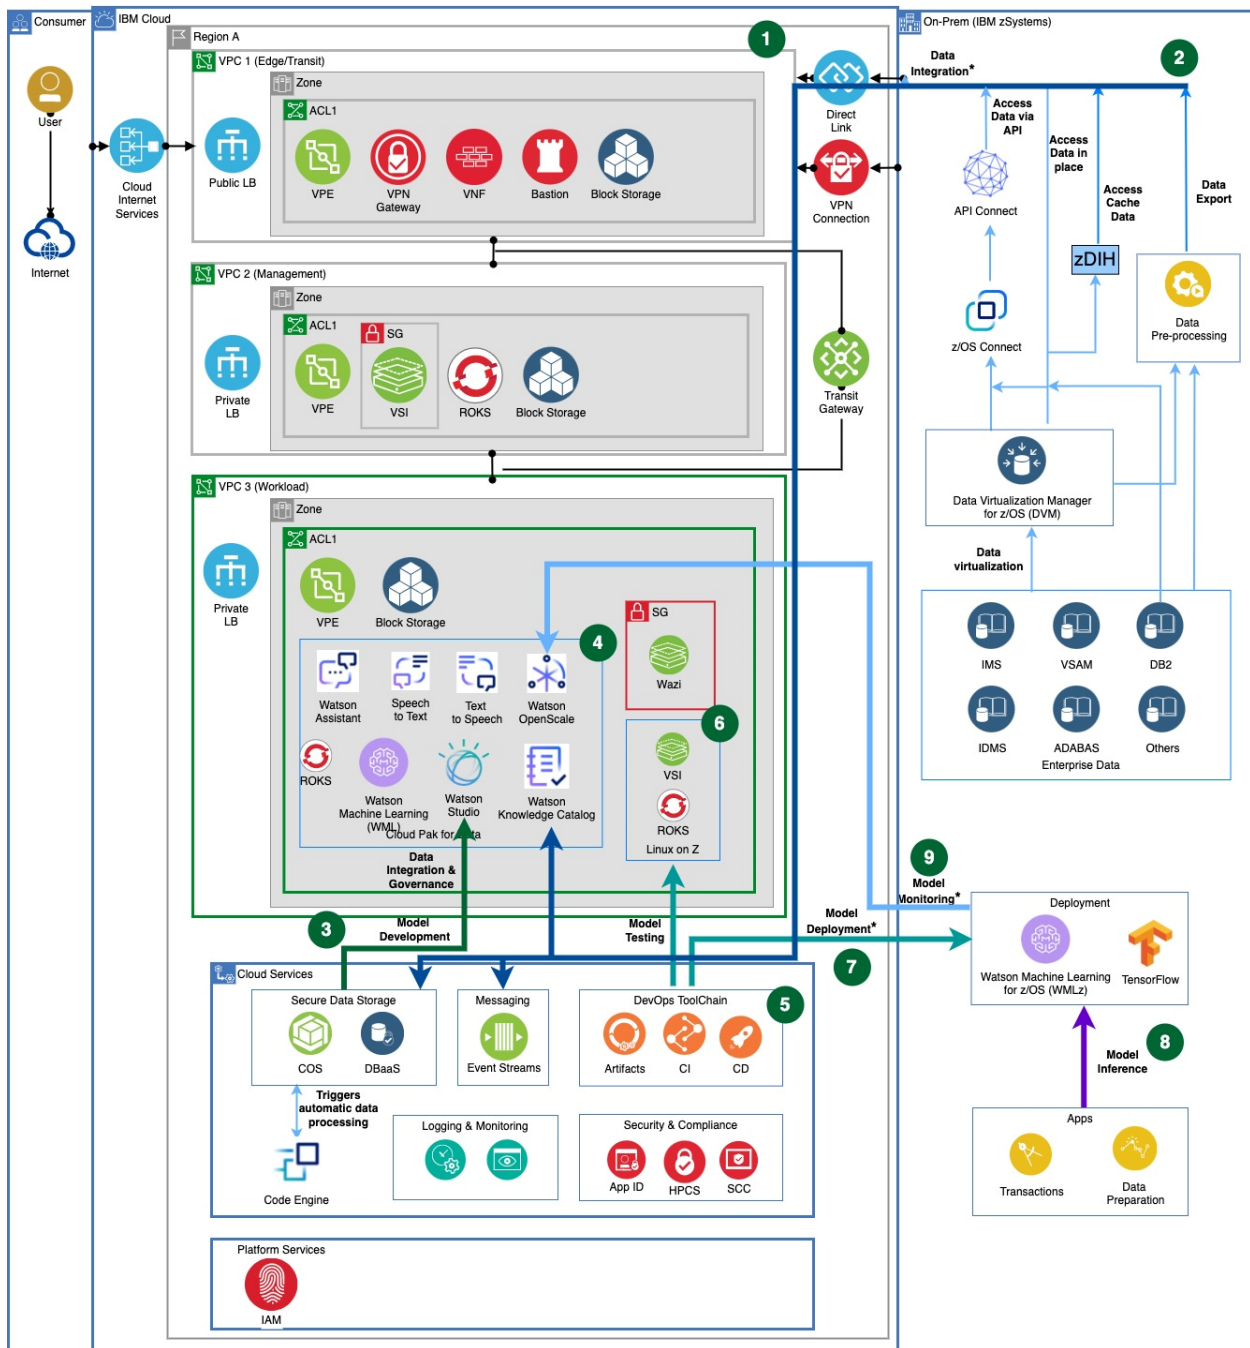 Consumer
IBM Cloud
On-Prem (IBM zSystems)
Region A
1
2
VPC 1 (Edge/Transit)
Zone
ACL1
User
Internet
Cloud
Internet
Services
Public LB
VPE
VPN
Gateway
VNF
Bastion
Block Storage
Direct
Link
VPN
Connection
Data
Integration*
Access
Data via
API
Access
Data in
place
Access
Cache
Data
Data
Export
API Connect
zDIH
z/OS Connect
Data
Pre-processing
VPC 2 (Management)
Zone
ACL1
SG
Private
LB
VPE
VSI
ROKS
Block Storage
Transit
Gateway
Data Virtualization Manager
for z/OS (DVM)
Data
virtualization
VPC 3 (Workload)
Zone
ACL1
Private
LB
VPE
Block Storage
SG
Wazi
4
Watson
Assistant
Speech
to Text
Text
to Speech
Watson
OpenScale
ROKS
Watson
Machine Learning
(WML)
Watson
Studio
Watson
Knowledge Catalog
Cloud Pak for Data
6
VSI
ROKS
Linux on Z
IMS
VSAM
DB2
IDMS
ADABAS
Others
Enterprise Data
Data
Integration &
Governance
3
Model
Development
Model
Testing
Model
Deployment*
7
9
Model
Monitoring*
Deployment
Watson Machine Learning
for z/OS (WMLz)
TensorFlow
Cloud Services
Secure Data Storage
COS
DBaaS
Messaging
Event Streams
DevOps ToolChain
5
Artifacts
CI
CD
Triggers
automatic data
processing
Code Engine
Logging & Monitoring
Security & Compliance
App ID
HPCS
SCC
8
Model
Inference
Apps
Transactions
Data
Preparation
Platform Services
IAM